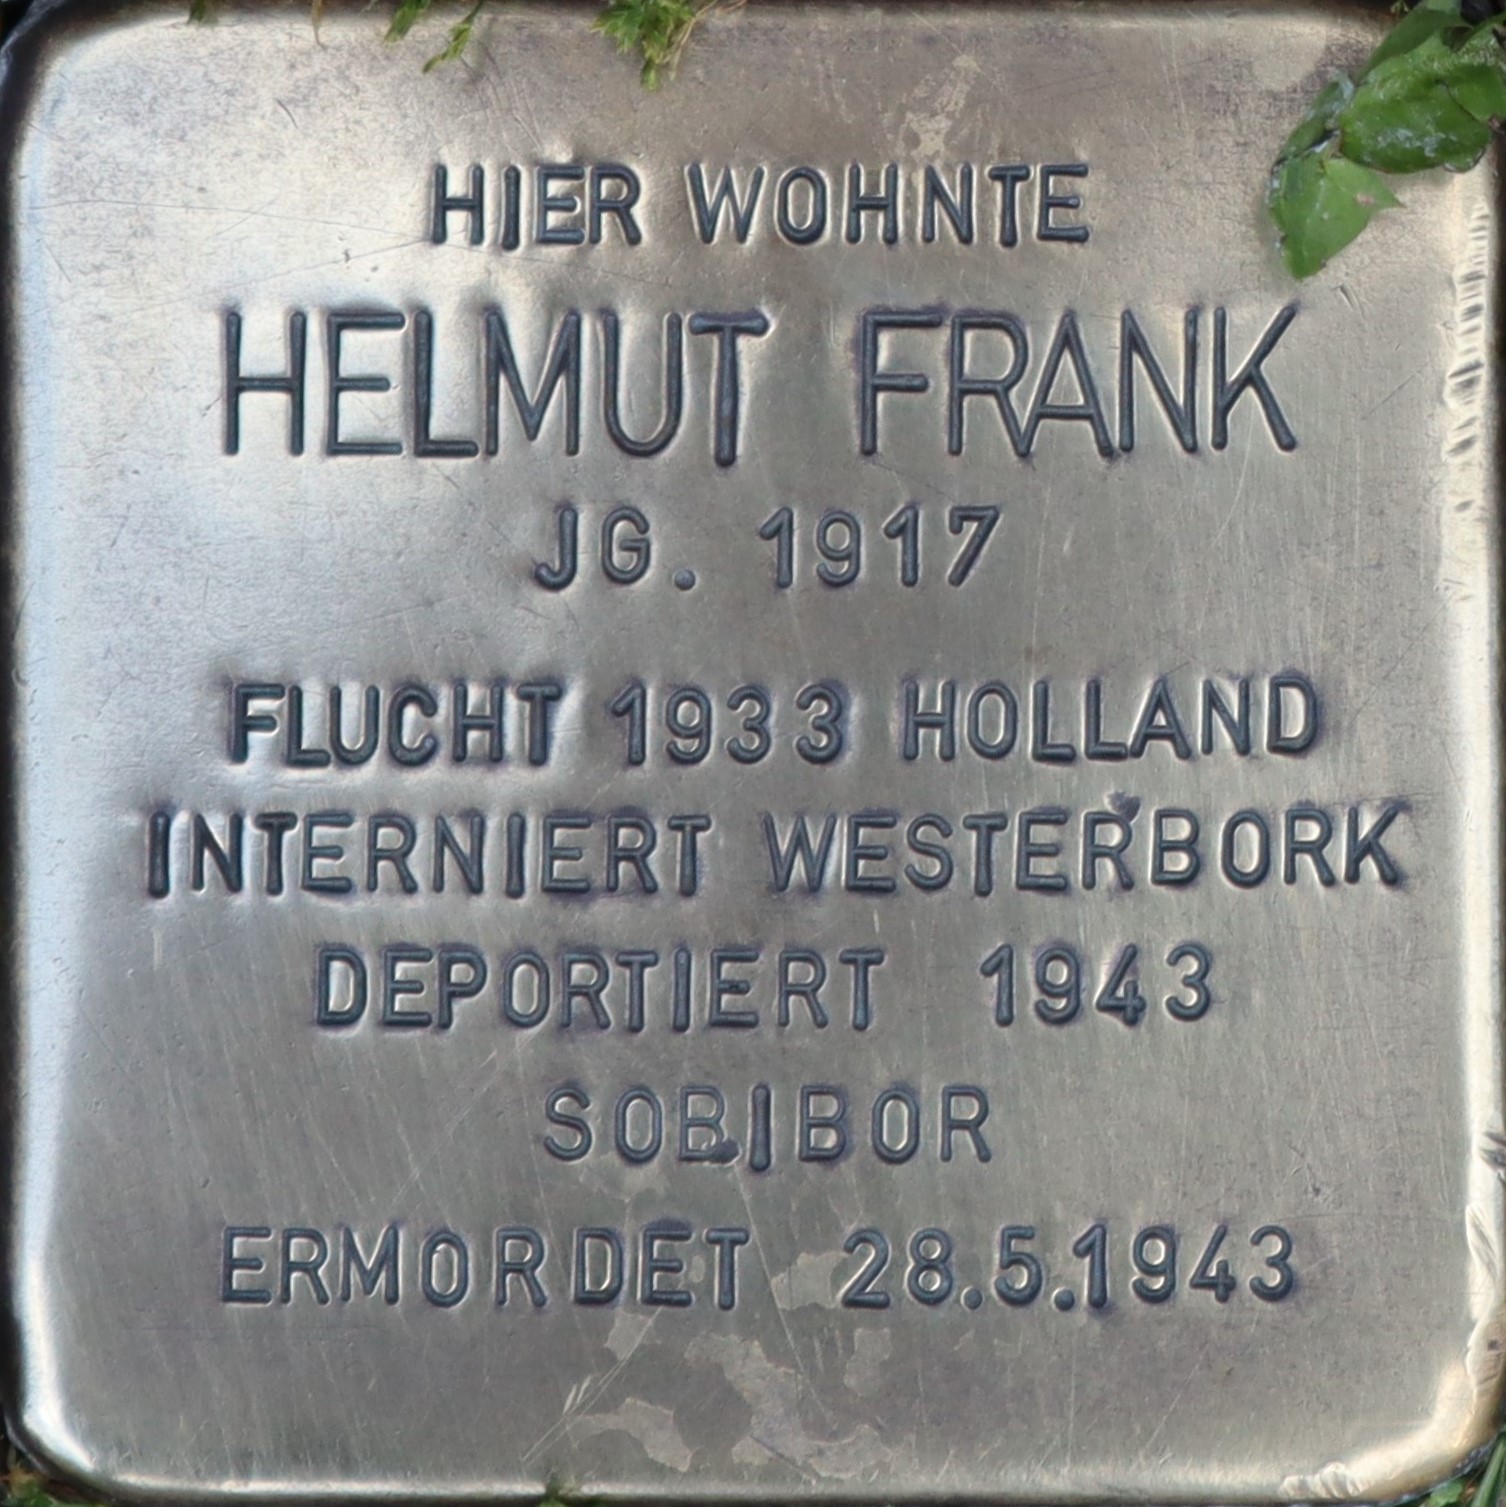 HIER WOHNTE
HELMUT FRANK
JG. 1917
FLUCHT 1933 HOLLAND
INTERNIERT WESTERBORK
DEPORTIERT 1943
SOBIBOR
ERMORDET 28.5.1943